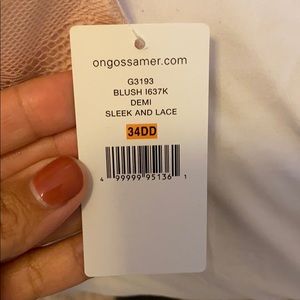 ongossamer.com
G3193
BLUSH I637K
DEMI
SLEEK AND LACE
34DD
4 99999 95136 1